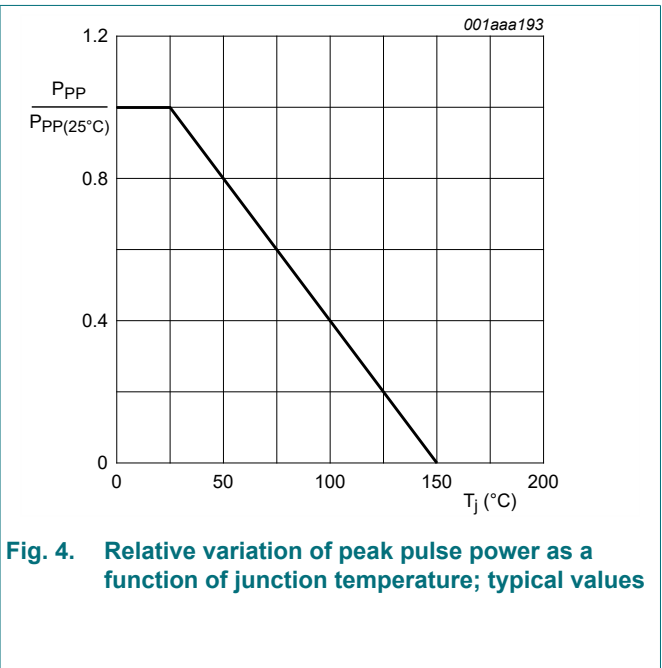 001aaa193
1.2
PPP
PPP(25°C)
0.8
0.4
0
0
50
100
150
200
Tj (°C)
Fig. 4. Relative variation of peak pulse power as a
function of junction temperature; typical values